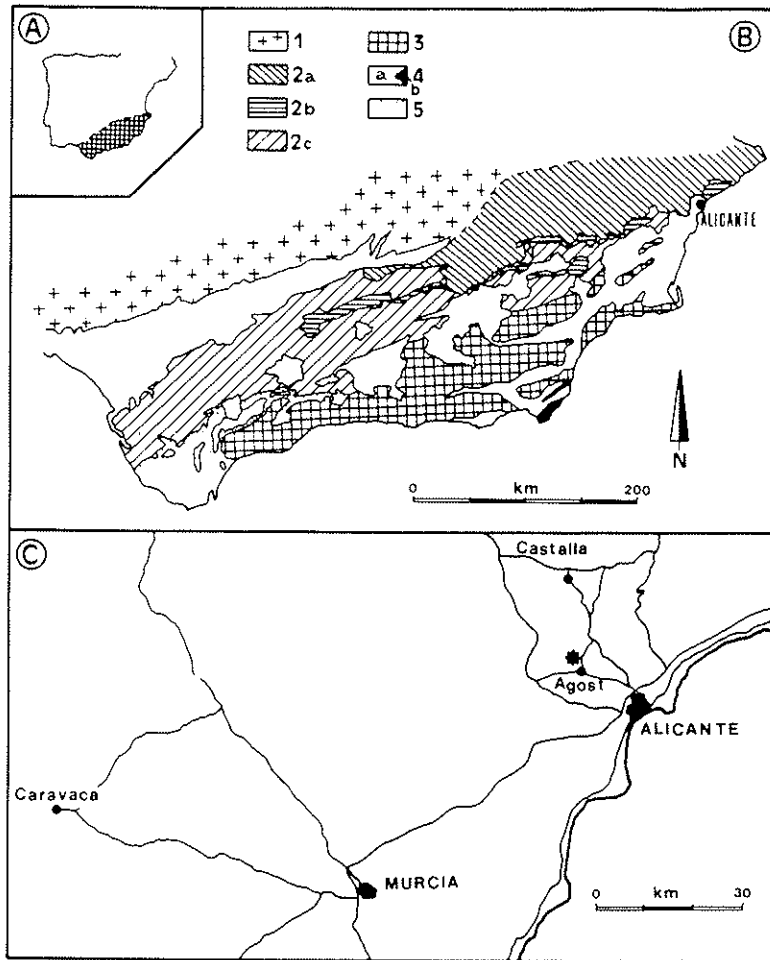 A
B
1
2a
2b
2c
3
a 4
b
5
ALICANTE
N
0 km 200
C
Castalla
Agost
ALICANTE
Caravaca
MURCIA
0 km 30